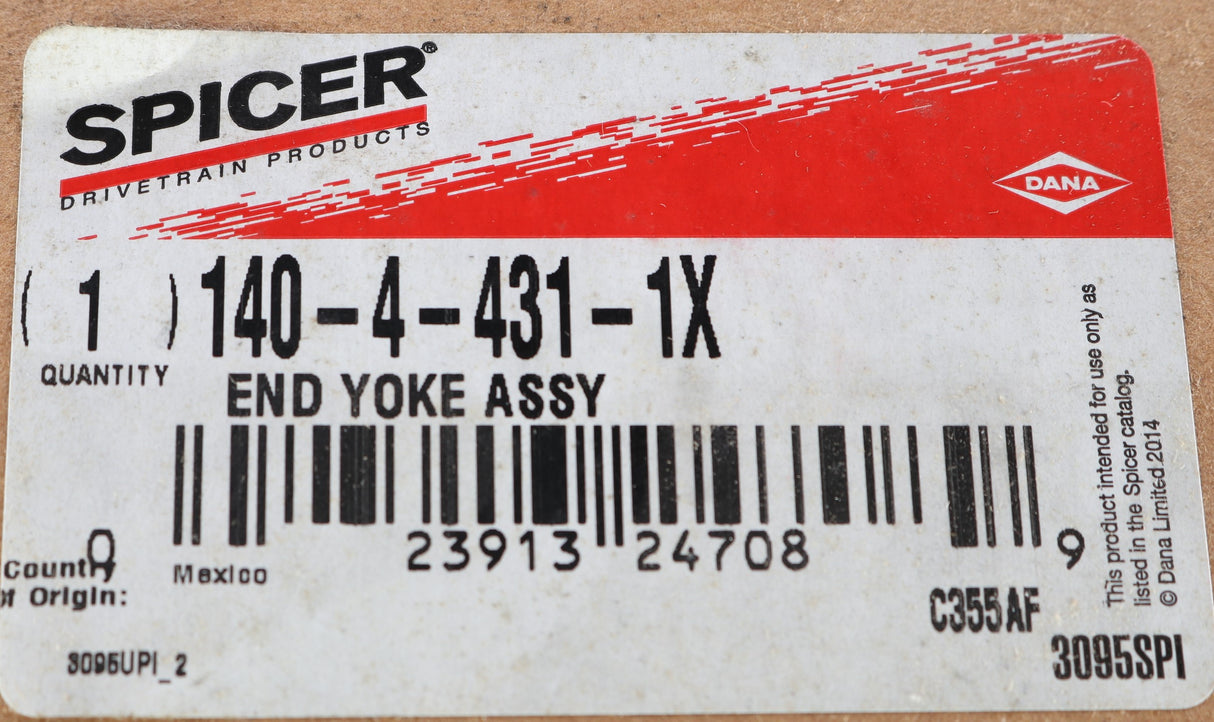 SPICER®
DRIVETRAIN PRODUCTS
DANA
( 1 ) 140-4-431-1X
QUANTITY
END YOKE ASSY
0 23913 24708 9
Country
of Origin:
Mexico
C355AF
3095SPI
3095UPI_2
This product intended for use only as
listed in the Spicer catalog.
© Dana Limited 2014